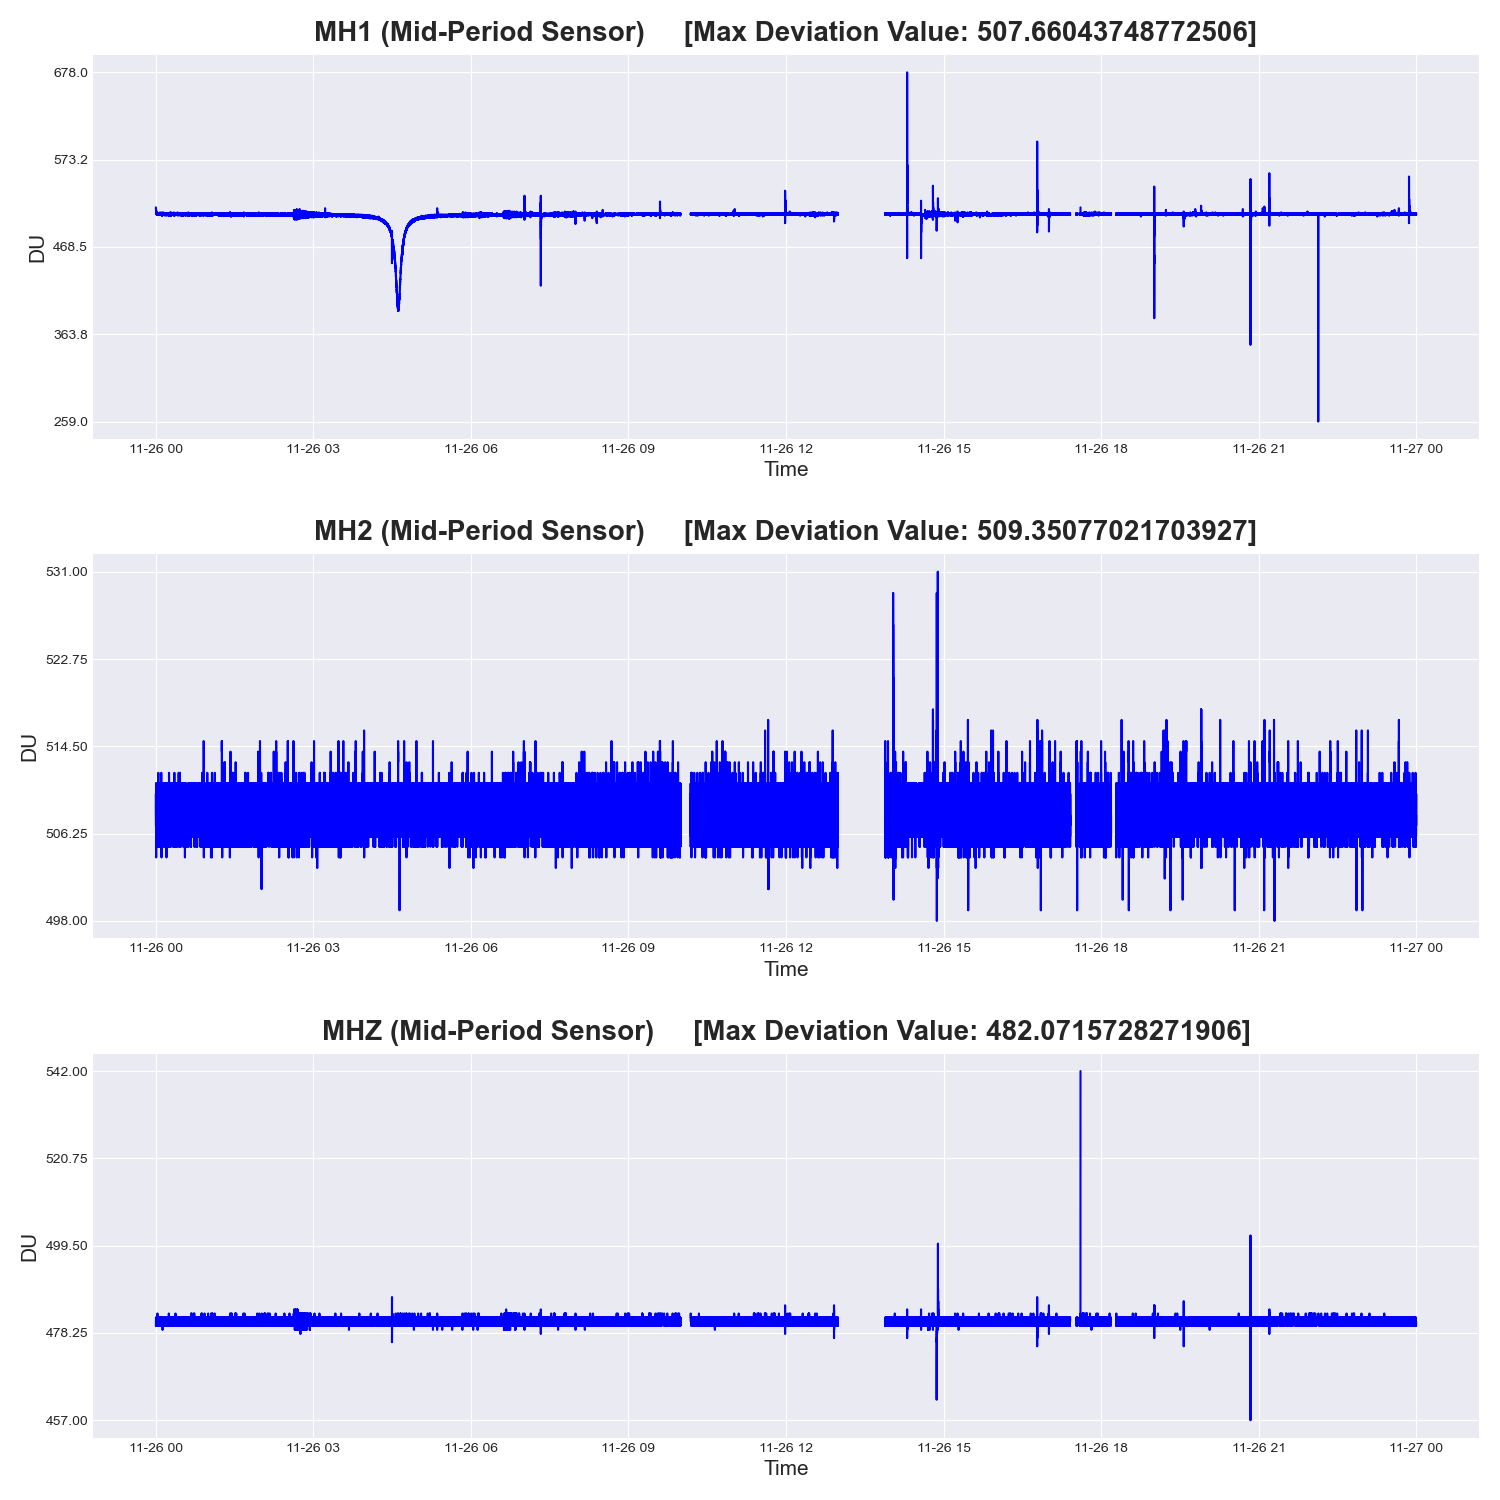 MH1 (Mid-Period Sensor) [Max Deviation Value: 507.66043748772506]
678.0
573.2
468.5
363.8
259.0
DU
11-26 00 11-26 03 11-26 06 11-26 09 11-26 12 11-26 15 11-26 18 11-26 21 11-27 00
Time
MH2 (Mid-Period Sensor) [Max Deviation Value: 509.35077021703927]
531.00
522.75
514.50
506.25
498.00
DU
11-26 00 11-26 03 11-26 06 11-26 09 11-26 12 11-26 15 11-26 18 11-26 21 11-27 00
Time
MHZ (Mid-Period Sensor) [Max Deviation Value: 482.0715728271906]
542.00
520.75
499.50
478.25
457.00
DU
11-26 00 11-26 03 11-26 06 11-26 09 11-26 12 11-26 15 11-26 18 11-26 21 11-27 00
Time